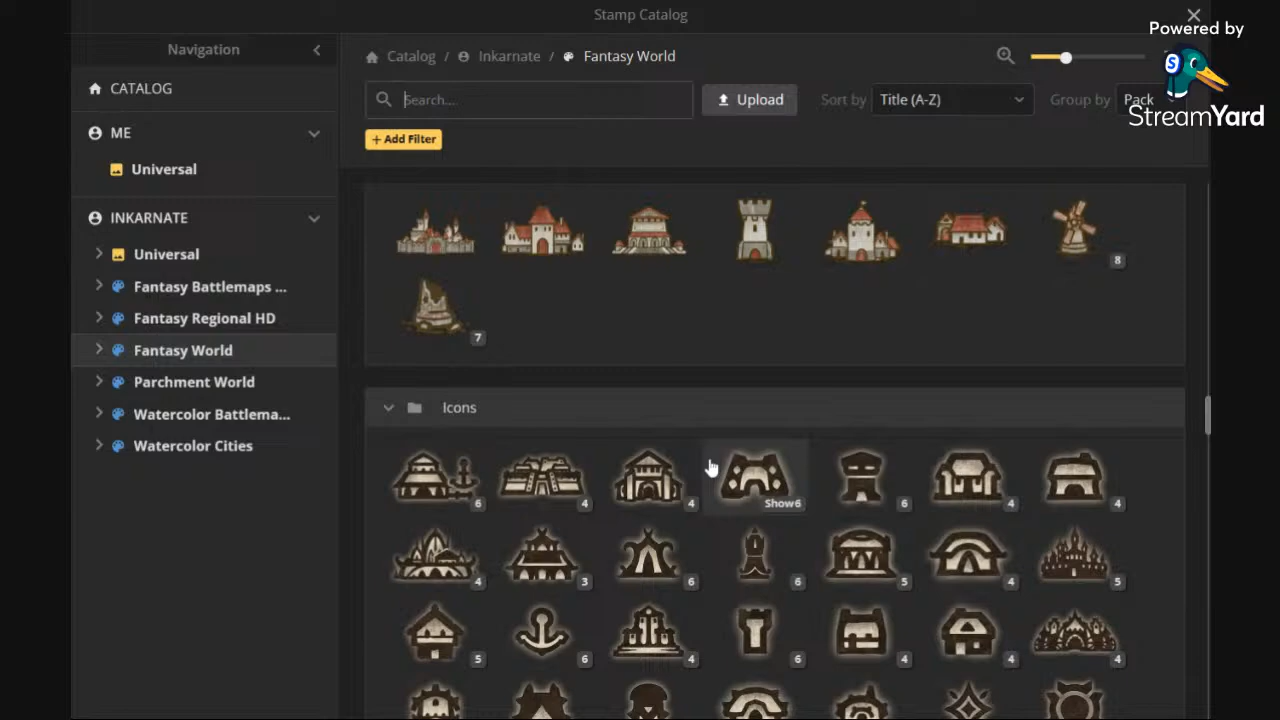 Stamp Catalog
Powered by
StreamYard
Navigation
Catalog / Inkarnate / Fantasy World
CATALOG
Search...
Upload
Sort by
Title (A-Z)
Group by
Pack
+ Add Filter
ME
Universal
INKARNATE
Universal
Fantasy Battlemaps ...
Fantasy Regional HD
Fantasy World
Parchment World
Watercolor Battlema...
Watercolor Cities
8
7
Icons
6
4
4
Show6
6
4
4
4
3
6
6
5
4
5
5
6
4
6
4
4
4